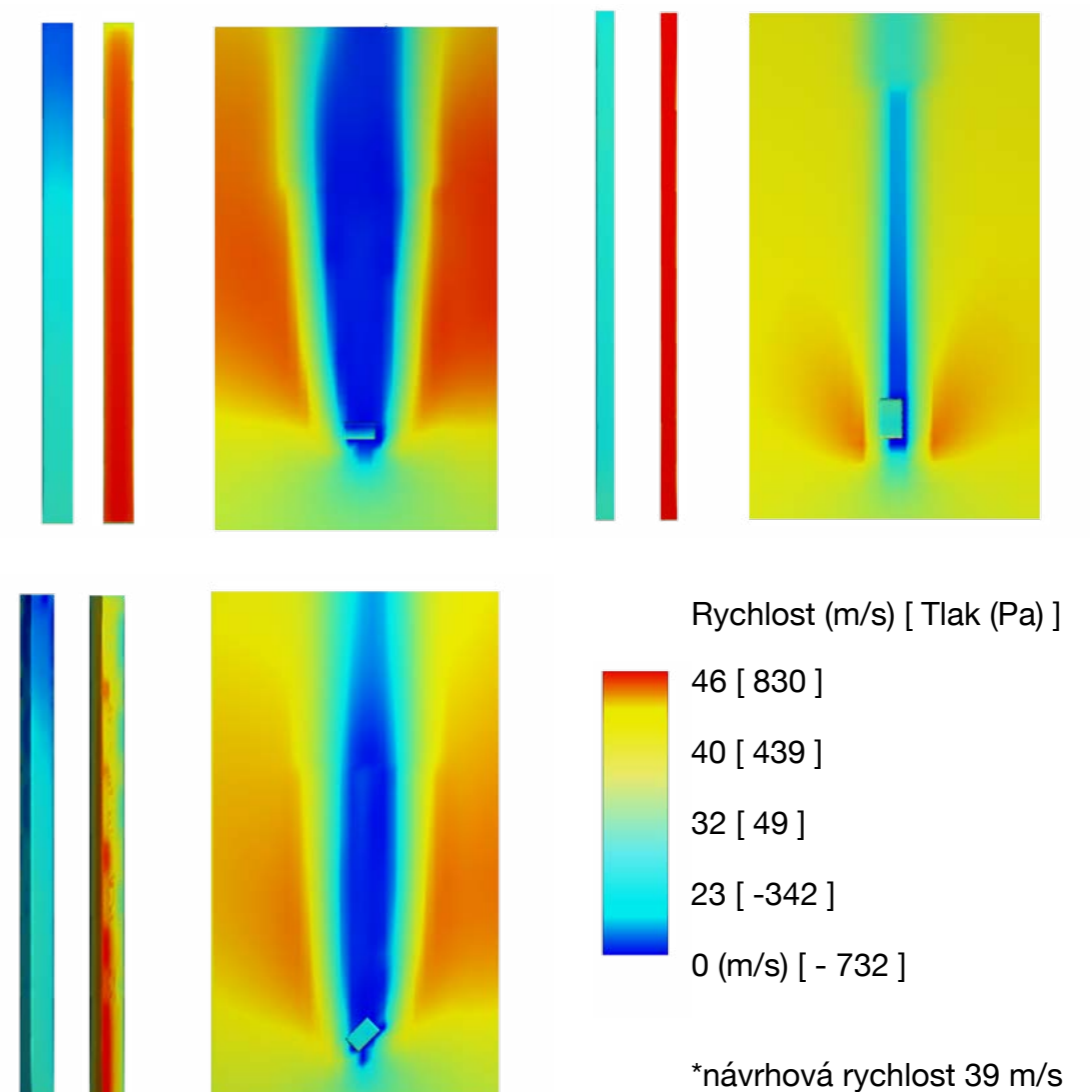 Rychlost (m/s) [ Tlak (Pa) ]
46 [ 830 ]
40 [ 439 ]
32 [ 49 ]
23 [ -342 ]
0 (m/s) [ - 732 ]
*návrhová rychlost 39 m/s